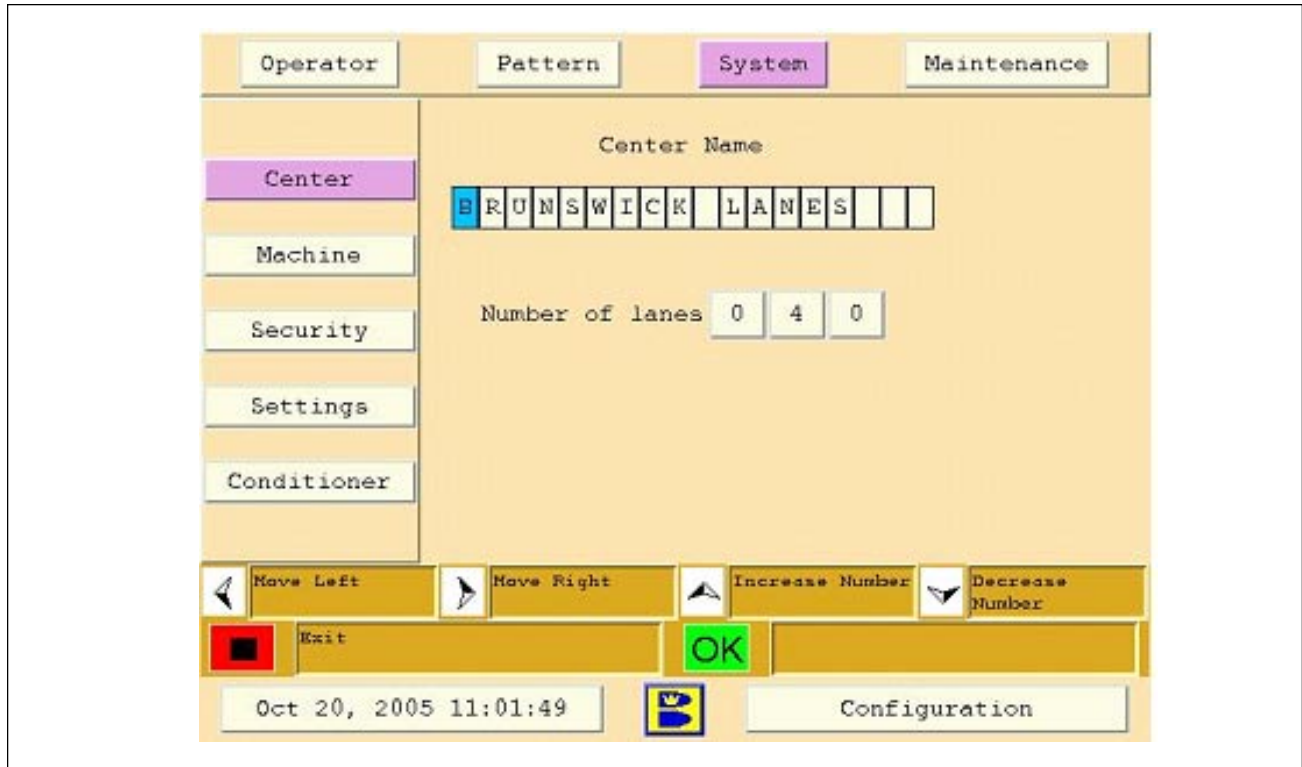 Operator Pattern System Maintenance
Center Name
Center
BRUNSWICK LANES
Machine
Number of lanes 0 4 0
Security
Settings
Conditioner
Move Left Move Right Increase Number Decrease Number
Exit OK
Oct 20, 2005 11:01:49 Configuration